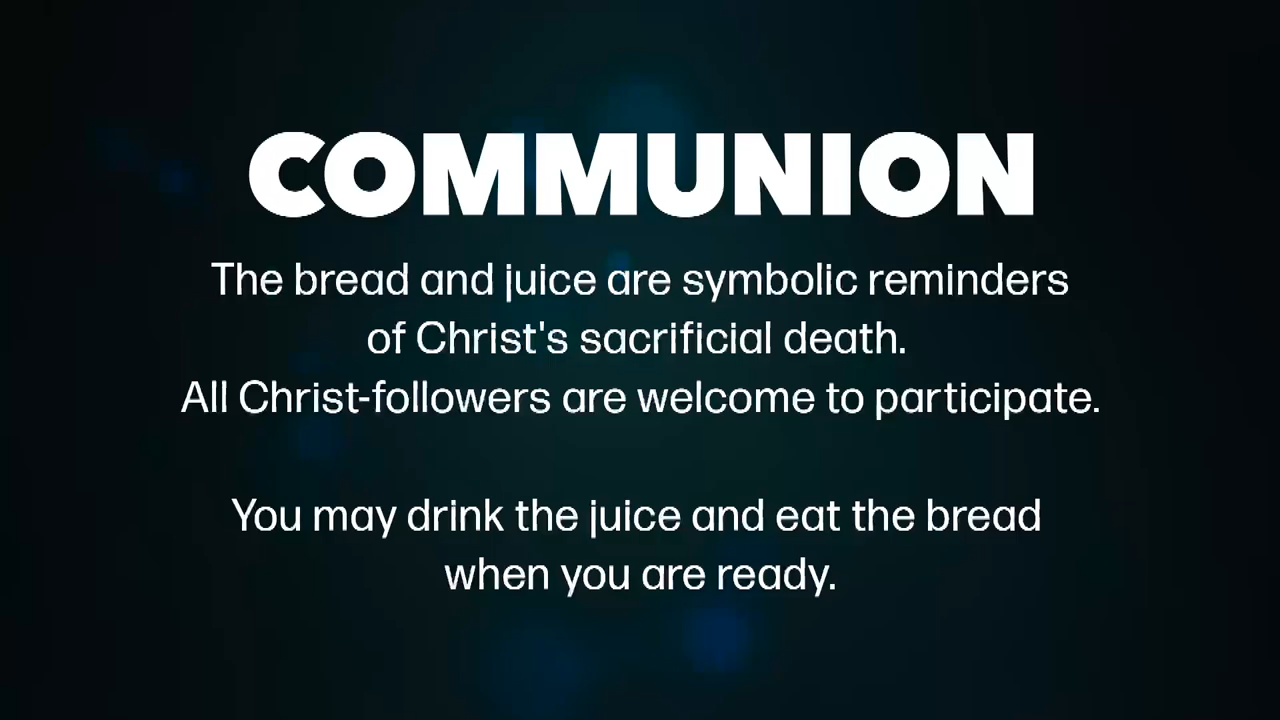 COMMUNION
The bread and juice are symbolic reminders
of Christ's sacrificial death.
All Christ-followers are welcome to participate.
You may drink the juice and eat the bread
when you are ready.